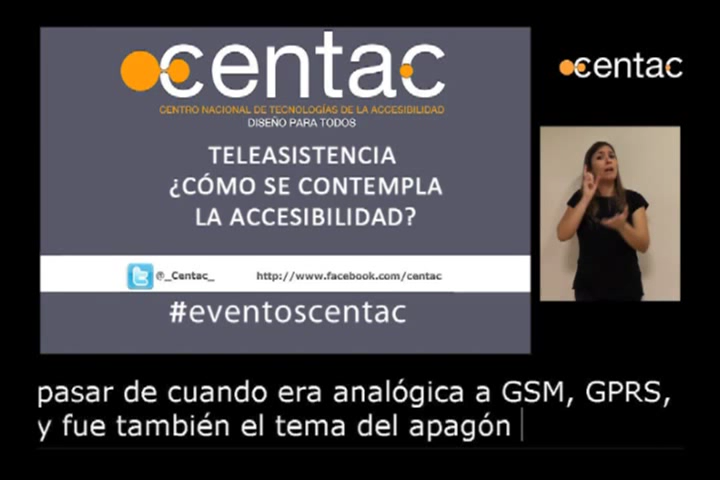 centac
CENTRO NACIONAL DE TECNOLOGÍAS DE LA ACCESIBILIDAD
DISEÑO PARA TODOS
TELEASISTENCIA
¿CÓMO SE CONTEMPLA
LA ACCESIBILIDAD?
@_Centac_ http://www.facebook.com/centac
#eventoscentac
centac
pasar de cuando era analógica a GSM, GPRS,
y fue también el tema del apagón